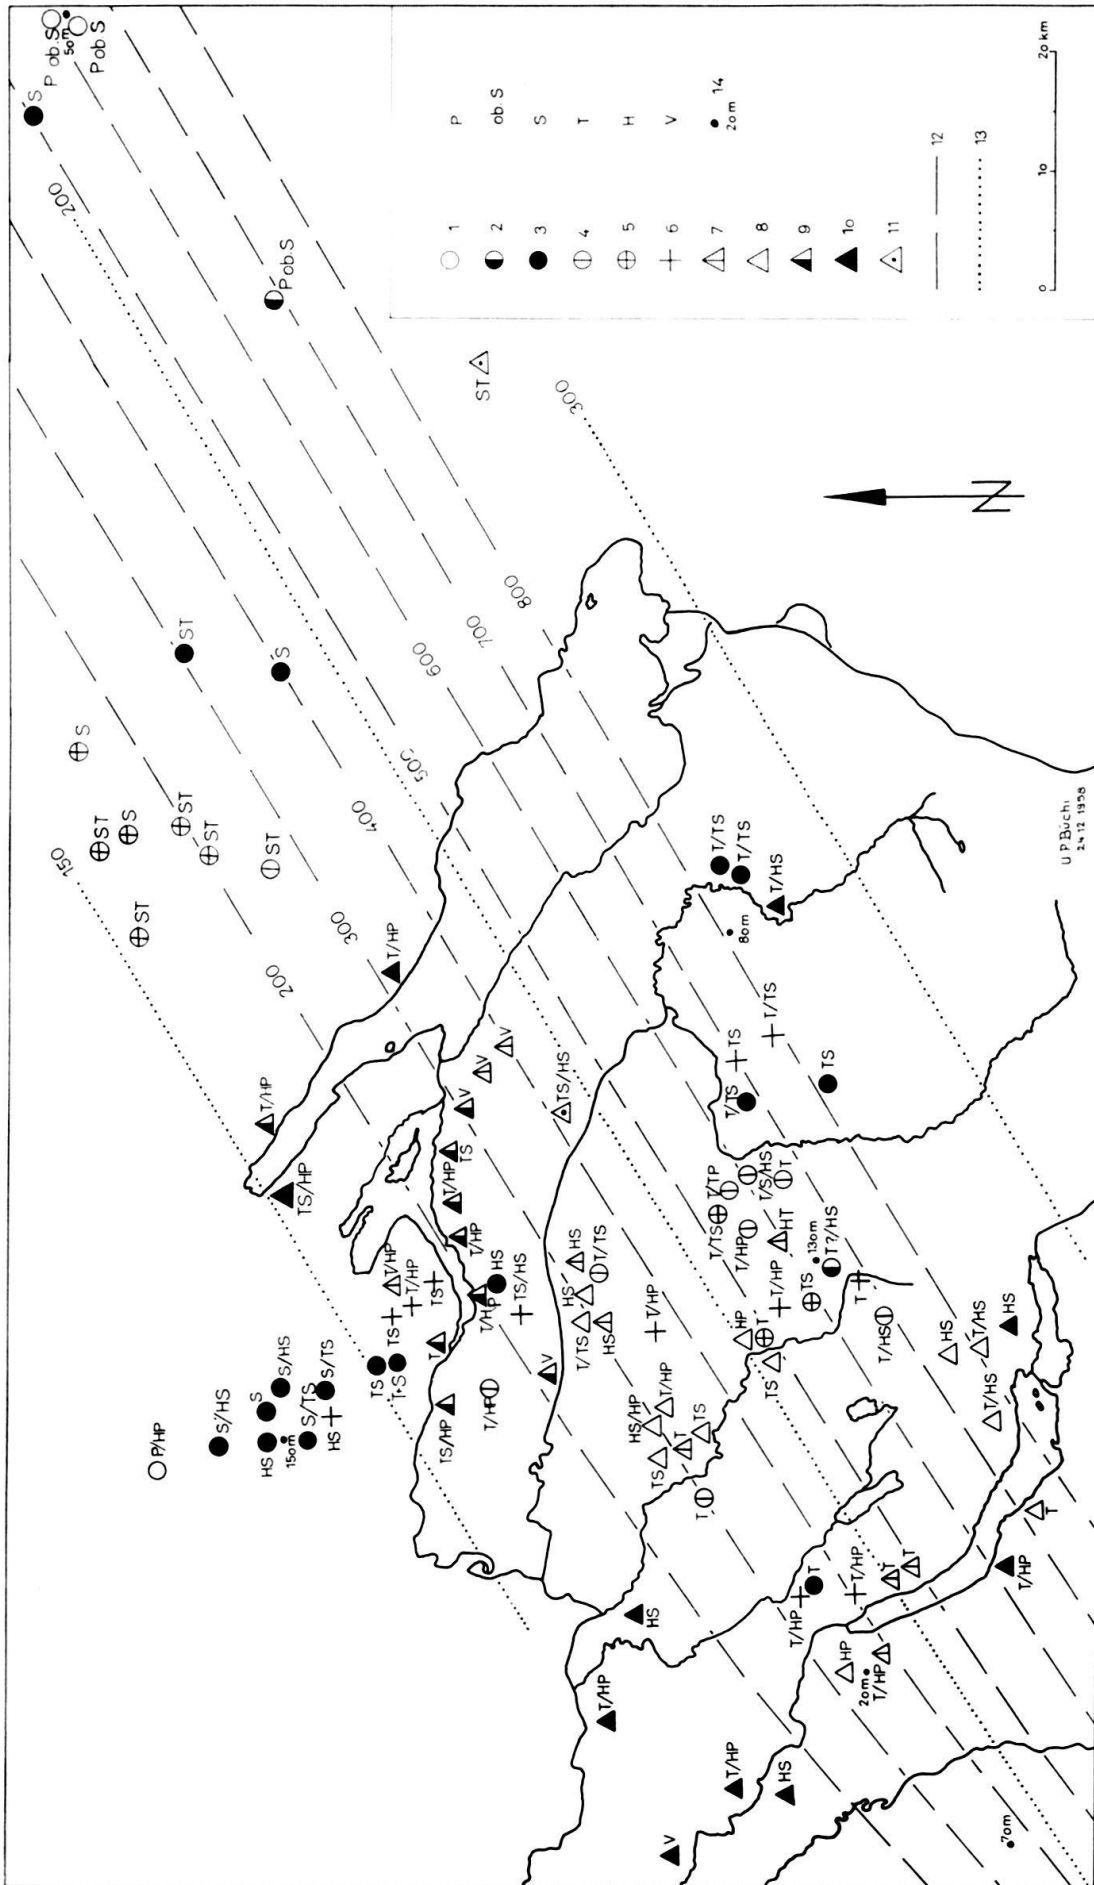 P ob.S
50m
P ob.S
S
200
P ob.S
ST
S
ST
S
ST
S
ST
ST
ST
ST
150
200
300
400
500
600
700
800
300
ST
P
ob.S
S
T
H
V
20m 14
1
2
3
4
5
6
7
8
9
10
11
12
13
0
10
20 km
N
U.P.Büchi
24.12.1958
T/HP
T/HP
TS/HP
P/HP
S/HS
S
S/HS
HS
150m
S/TS
S/TS
HS
TS
T+S
TS
T/HP
T/HP
TS
T
TS/HP
T/HP
T/HP
T/HP
TS
V
V
V
T/HP
HS
TS/HS
TS/HS
V
HS
T/TS
HS
T/TS
HS
T/HP
HS/HP
T/HP
TS
T
TS
T
T/TS
T/TS
T/HS
80m
TS
T/TS
T/TS
TS
T/TP
T/TS
T/S/HS
T
T/HP
HT
130m
T?/HS
TS
T/HP
T
HP
T
TS
T/HS
HS
T/HS
HS
T/HS
T
T/HP
T
T/HP
T/HP
T
T
HP
20m
T/HP
HS
T/HP
T/HP
HS
V
70m